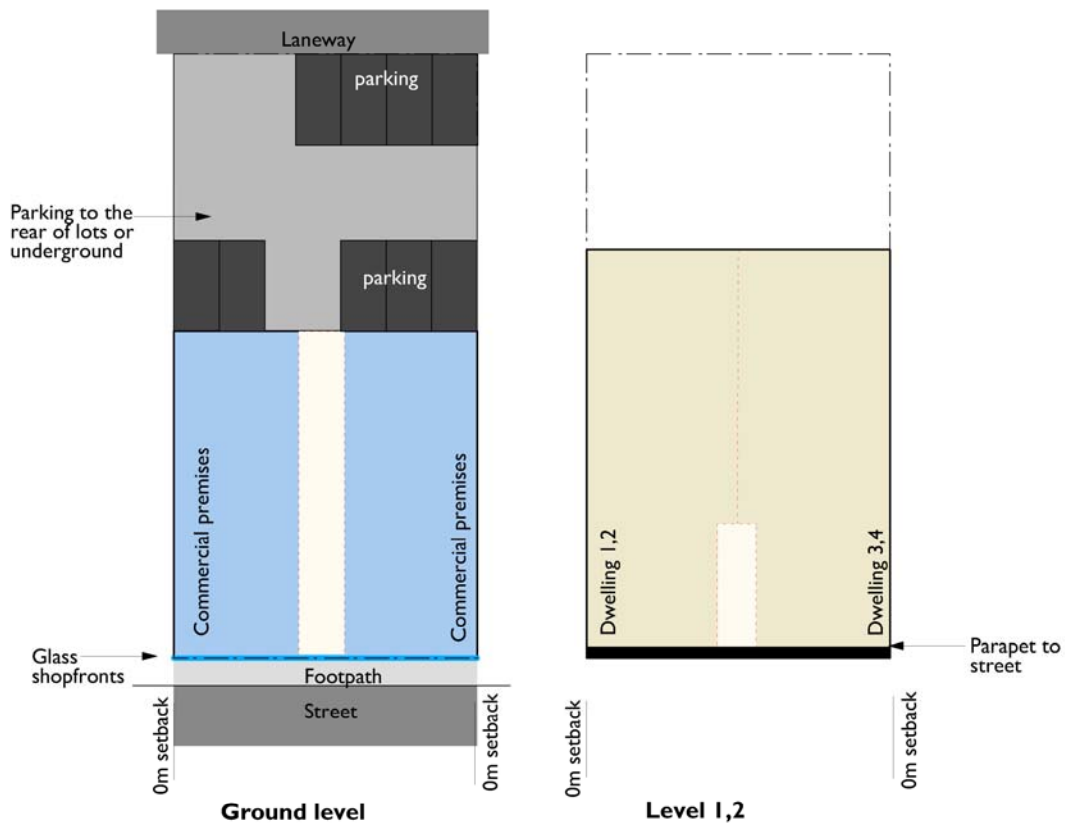 Laneway
parking
Parking to the
rear of lots or
underground
parking
Commercial premises
Commercial premises
Glass
shopfronts
Footpath
Street
0m setback
0m setback
Ground level
Dwelling 1,2
Dwelling 3,4
Parapet to
street
0m setback
0m setback
Level 1,2